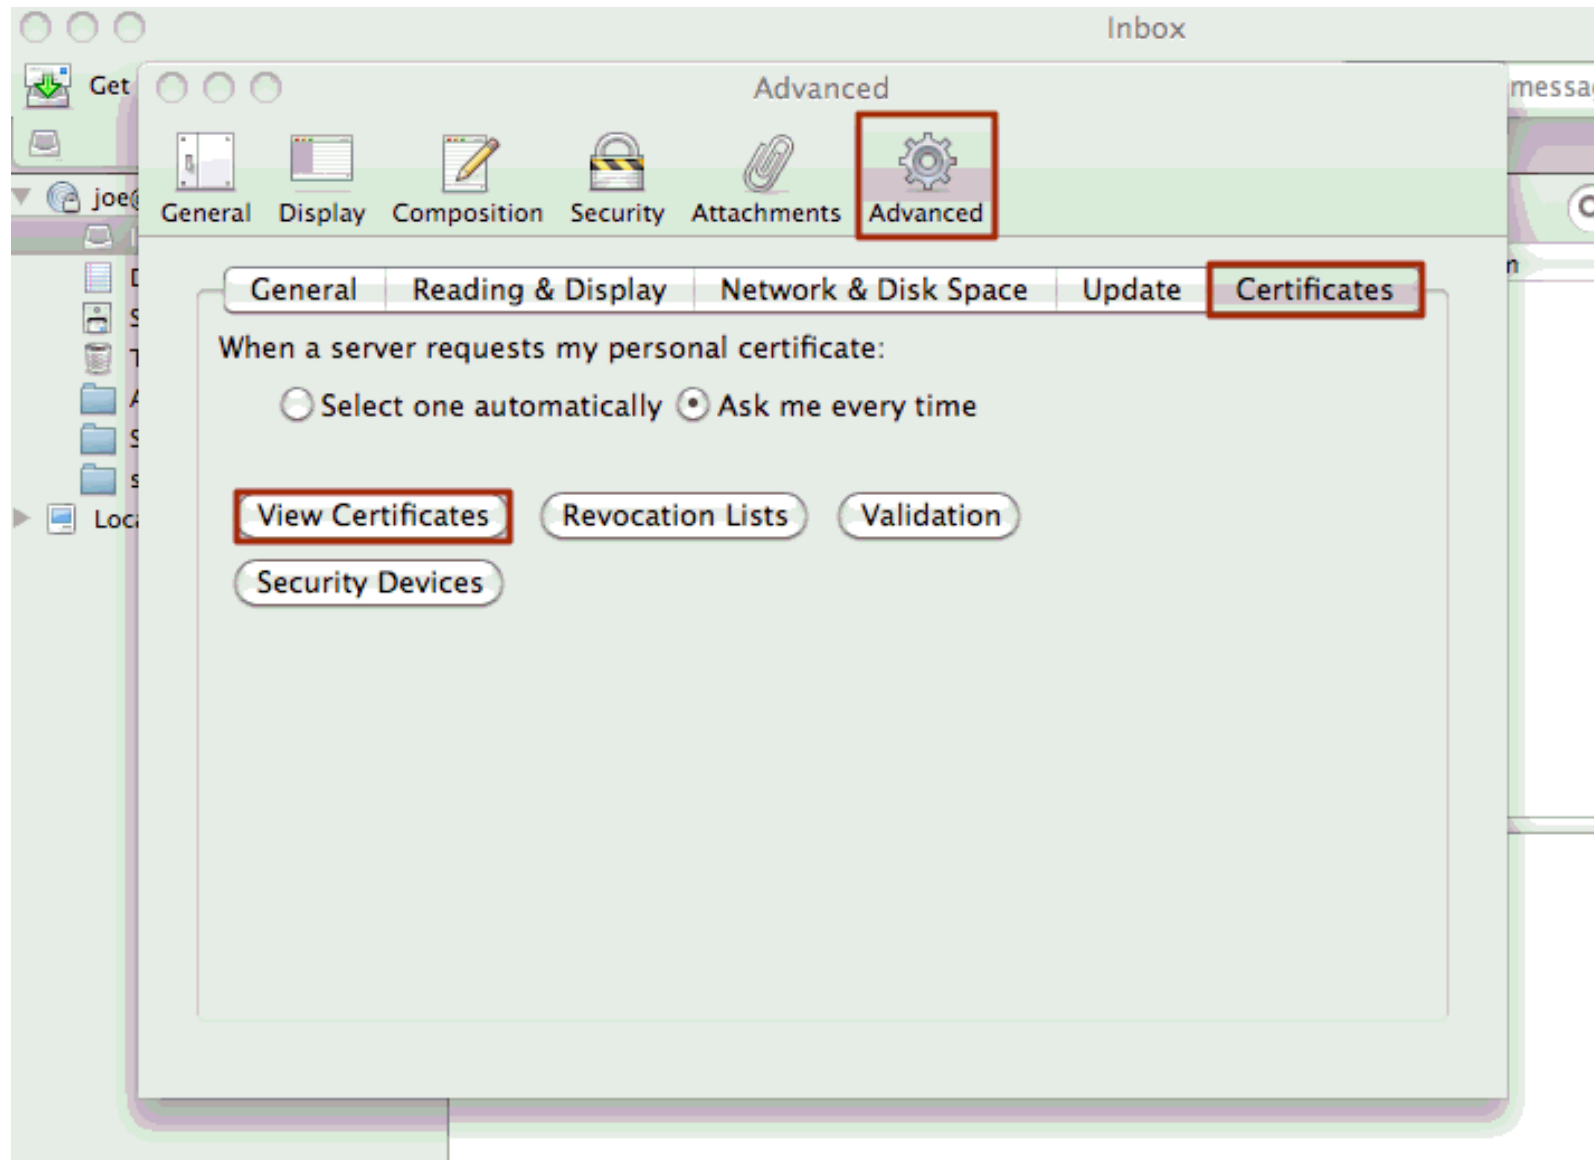 Inbox
Get
Advanced
messa
joe@
General Display Composition Security Attachments Advanced
General Reading & Display Network & Disk Space Update Certificates
When a server requests my personal certificate:
Select one automatically Ask me every time
View Certificates Revocation Lists Validation
Loca
Security Devices